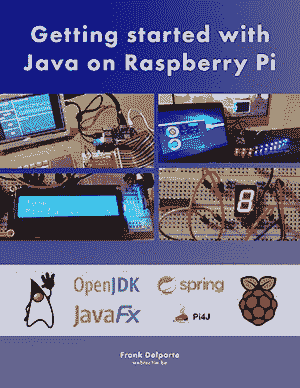 Getting started with
Java on Raspberry Pi
OpenJDK
spring
JavaFX
Pi4J
Frank Delporte
webtechie.be